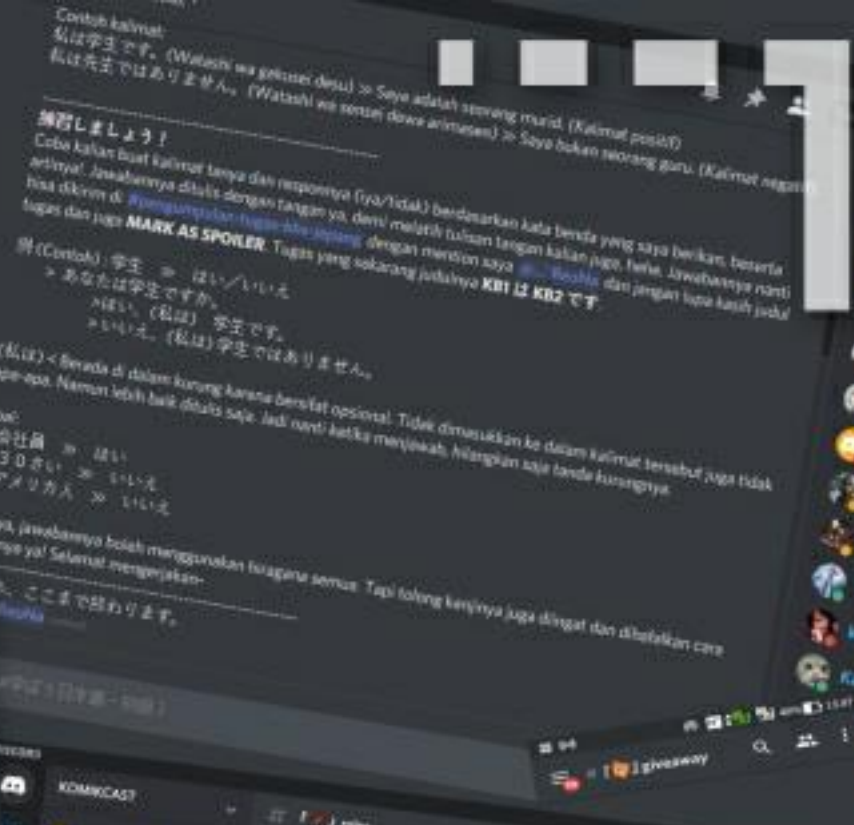 Contoh kalimat:
私は学生です。(Watashi wa gakusei desu) >> Saya adalah seorang murid. (Kalimat positif)
私は先生ではありません。(Watashi wa sensei dewa arimasen) >> Saya bukan seorang guru. (Kalimat negatif)
練習しましょう!
Coba kalian buat kalimat tanya dan responnya (iya/tidak) berdasarkan kata benda yang saya berikan, beserta
artinya!. Jawabannya ditulis dengan tangan ya, demi melatih tulisan tangan kalian juga, hehe. Jawabannya nanti
bisa dikirim di dengan mention saya dan jangan lupa kasih judul
tugas dan juga MARK AS SPOILER. Tugas yang sekarang judulnya KB1 は KB2 です
例 (Contoh) : 学生 >> はい/いいえ
> あなたは学生ですか。
>はい、(私は) 学生です。
>いいえ、(私は) 学生ではありません。
(私は) < Berada di dalam kurung karena bersifat opsional. Tidak dimasukkan ke dalam kalimat tersebut juga tidak
apa-apa. Namun lebih baik ditulis saja. Jadi nanti ketika menjawab, hilangkan saja tanda kurungnya.
会社員 >> はい
30さい >> いいえ
アメリカ人 >> いいえ
ya, jawabannya boleh menggunakan hiragana semua. Tapi tolong kanjinya juga diingat dan dihafalkan cara
nya ya! Selamat mengerjakan~
ここまで終わります。
giveaway
KOMIKCAST